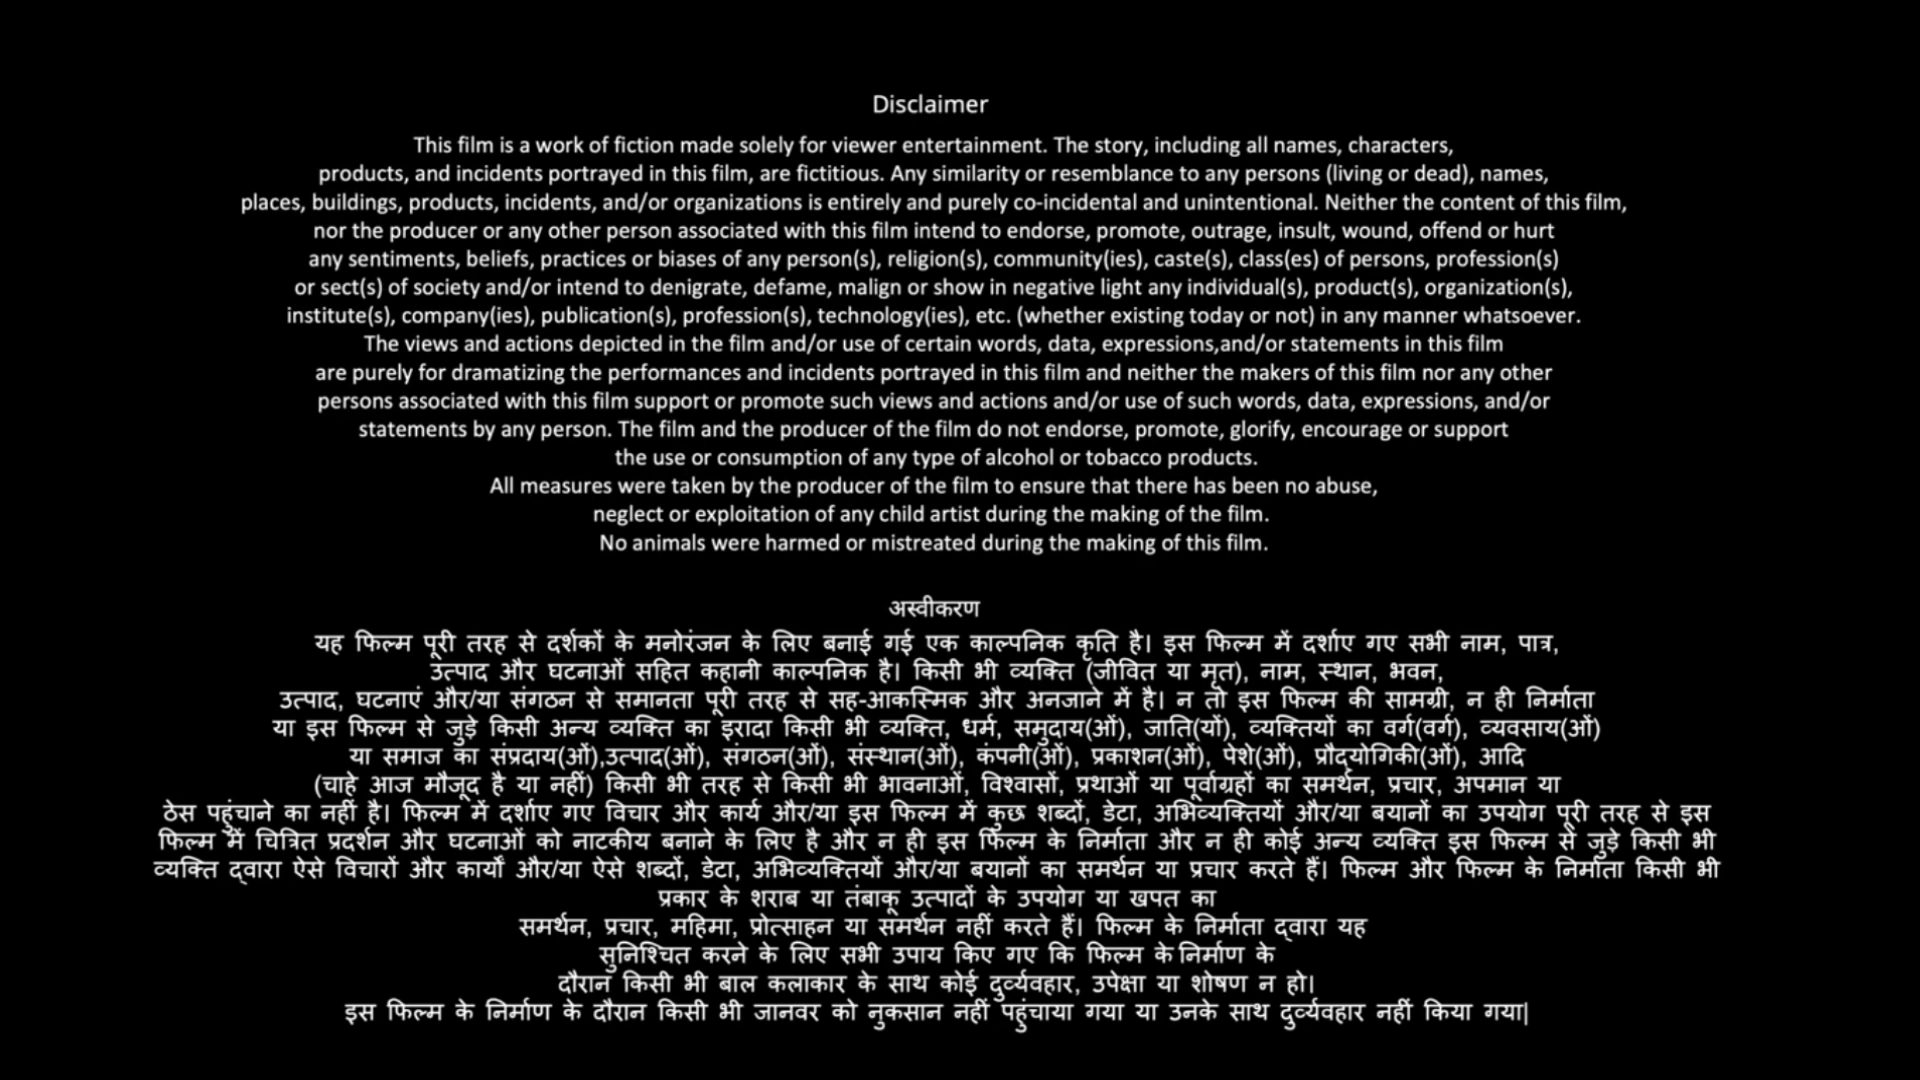 Disclaimer
This film is a work of fiction made solely for viewer entertainment. The story, including all names, characters,
products, and incidents portrayed in this film, are fictitious. Any similarity or resemblance to any persons (living or dead), names,
places, buildings, products, incidents, and/or organizations is entirely and purely co-incidental and unintentional. Neither the content of this film,
nor the producer or any other person associated with this film intend to endorse, promote, outrage, insult, wound, offend or hurt
any sentiments, beliefs, practices or biases of any person(s), religion(s), community(ies), caste(s), class(es) of persons, profession(s)
or sect(s) of society and/or intend to denigrate, defame, malign or show in negative light any individual(s), product(s), organization(s),
institute(s), company(ies), publication(s), profession(s), technology(ies), etc. (whether existing today or not) in any manner whatsoever.
The views and actions depicted in the film and/or use of certain words, data, expressions,and/or statements in this film
are purely for dramatizing the performances and incidents portrayed in this film and neither the makers of this film nor any other
persons associated with this film support or promote such views and actions and/or use of such words, data, expressions, and/or
statements by any person. The film and the producer of the film do not endorse, promote, glorify, encourage or support
the use or consumption of any type of alcohol or tobacco products.
All measures were taken by the producer of the film to ensure that there has been no abuse,
neglect or exploitation of any child artist during the making of the film.
No animals were harmed or mistreated during the making of this film.
अस्वीकरण
यह फिल्म पूरी तरह से दर्शकों के मनोरंजन के लिए बनाई गई एक काल्पनिक कृति है। इस फिल्म में दर्शाए गए सभी नाम, पात्र,
उत्पाद और घटनाओं सहित कहानी काल्पनिक है। किसी भी व्यक्ति (जीवित या मृत), नाम, स्थान, भवन,
उत्पाद, घटनाएं और/या संगठन से समानता पूरी तरह से सह-आकस्मिक और अनजाने में है। न तो इस फिल्म की सामग्री, न ही निर्माता
या इस फिल्म से जुड़े किसी अन्य व्यक्ति का इरादा किसी भी व्यक्ति, धर्म, समुदाय(ओं), जाति(यों), व्यक्तियों का वर्ग(वर्ग), व्यवसाय(ओं)
या समाज का संप्रदाय(ओं),उत्पाद(ओं), संगठन(ओं), संस्थान(ओं), कंपनी(ओं), प्रकाशन(ओं), पेशे(ओं), प्रौद्योगिकी(ओं), आदि
(चाहे आज मौजूद है या नहीं) किसी भी तरह से किसी भी भावनाओं, विश्वासों, प्रथाओं या पूर्वाग्रहों का समर्थन, प्रचार, अपमान या
ठेस पहुंचाने का नहीं है। फिल्म में दर्शाए गए विचार और कार्य और/या इस फिल्म में कुछ शब्दों, डेटा, अभिव्यक्तियों और/या बयानों का उपयोग पूरी तरह से इस
फिल्म में चित्रित प्रदर्शन और घटनाओं को नाटकीय बनाने के लिए है और न ही इस फिल्म के निर्माता और न ही कोई अन्य व्यक्ति इस फिल्म से जुड़े किसी भी
व्यक्ति द्वारा ऐसे विचारों और कार्यों और/या ऐसे शब्दों, डेटा, अभिव्यक्तियों और/या बयानों का समर्थन या प्रचार करते हैं। फिल्म और फिल्म के निर्माता किसी भी
प्रकार के शराब या तंबाकू उत्पादों के उपयोग या खपत का
समर्थन, प्रचार, महिमा, प्रोत्साहन या समर्थन नहीं करते हैं। फिल्म के निर्माता द्वारा यह
सुनिश्चित करने के लिए सभी उपाय किए गए कि फिल्म के निर्माण के
दौरान किसी भी बाल कलाकार के साथ कोई दुर्व्यवहार, उपेक्षा या शोषण न हो।
इस फिल्म के निर्माण के दौरान किसी भी जानवर को नुकसान नहीं पहुंचाया गया या उनके साथ दुर्व्यवहार नहीं किया गया|